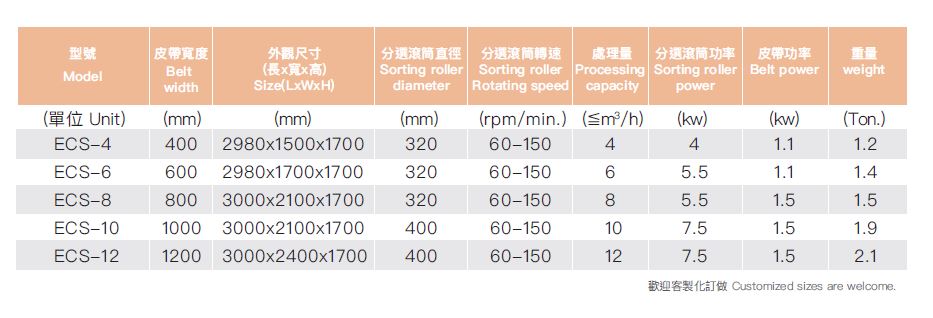 型號 皮帶寬度 外觀尺寸 分選滾筒直徑 分選滾筒轉速 處理量 分選滾筒功率 皮帶功率 重量
Model Belt width (長x寬x高) Size(LxWxH) Sorting roller diameter Sorting roller Rotating speed Processing capacity Sorting roller power Belt power weight
(單位 Unit) (mm) (mm) (mm) (rpm/min.) (≦m³/h) (kw) (kw) (Ton.)
ECS-4 400 2980x1500x1700 320 60-150 4 4 1.1 1.2
ECS-6 600 2980x1700x1700 320 60-150 6 5.5 1.1 1.4
ECS-8 800 3000x2100x1700 320 60-150 8 5.5 1.5 1.5
ECS-10 1000 3000x2100x1700 400 60-150 10 7.5 1.5 1.9
ECS-12 1200 3000x2400x1700 400 60-150 12 7.5 1.5 2.1
歡迎客製化訂做 Customized sizes are welcome.